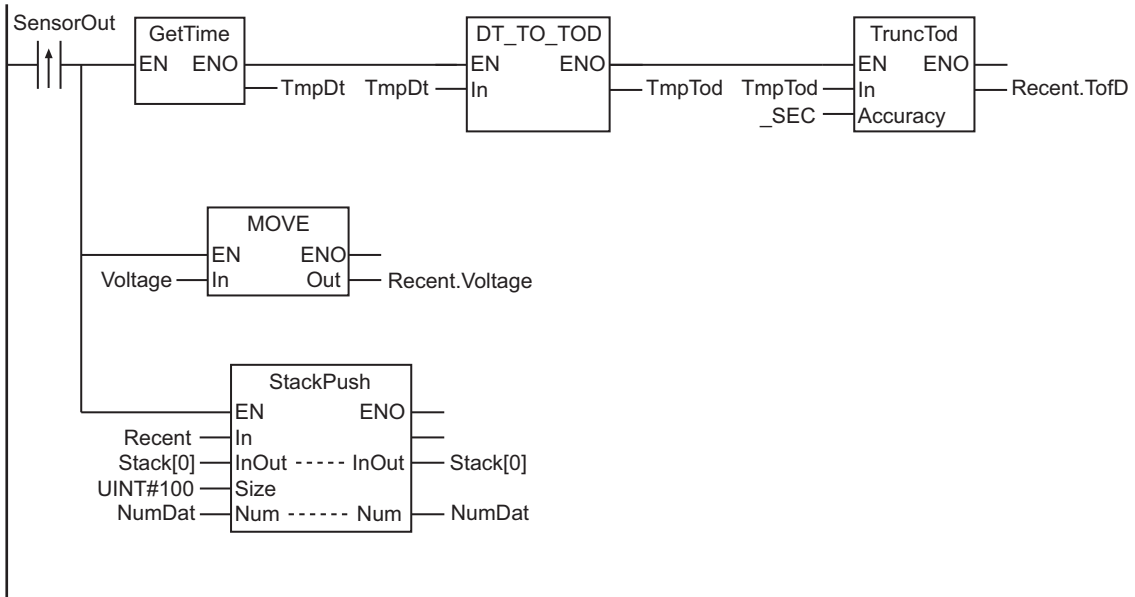 SensorOut
GetTime
EN ENO
TmpDt
DT_TO_TOD
TmpDt EN ENO
In TmpTod
TruncTod
EN ENO
TmpTod In Recent.TofD
_SEC Accuracy
MOVE
EN ENO
Voltage In Out Recent.Voltage
StackPush
EN ENO
Recent In
Stack[0] InOut InOut Stack[0]
UINT#100 Size
NumDat Num Num NumDat